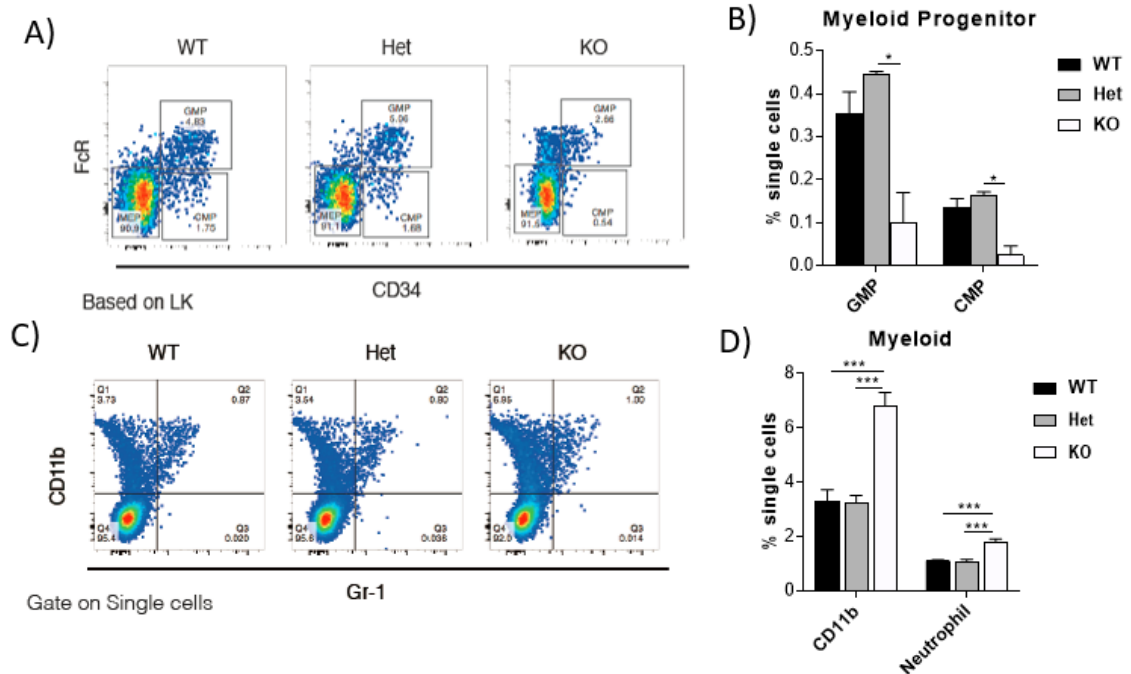 A)
WT
Het
KO
FcR
GMP
4.83
MEP
90.9
GMP
1.75
GMP
5.06
MEP
91.1
CMP
1.68
GMP
2.66
MEP
91.5
CMP
0.54
CD34
Based on LK
B)
Myeloid Progenitor
% single cells
0.5
0.4
0.3
0.2
0.1
0.0
*
*
GMP
CMP
WT
Het
KO
C)
WT
Het
KO
CD11b
Q1
3.73
Q2
0.87
Q4
95.4
Q3
0.020
Q1
3.54
Q2
0.80
Q4
95.6
Q3
0.036
Q1
6.95
Q2
1.00
Q4
92.0
Q3
0.014
Gr-1
Gate on Single cells
D)
Myeloid
% single cells
8
6
4
2
0
***
***
***
***
CD11b
Neutrophil
WT
Het
KO